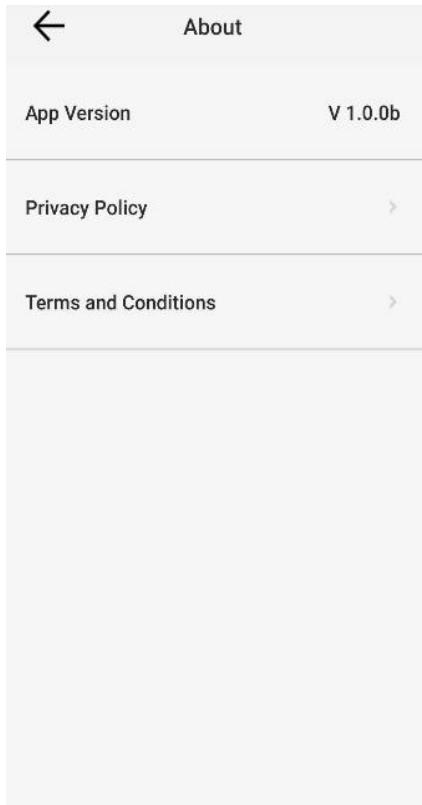 About
App Version V 1.0.0b
Privacy Policy
Terms and Conditions